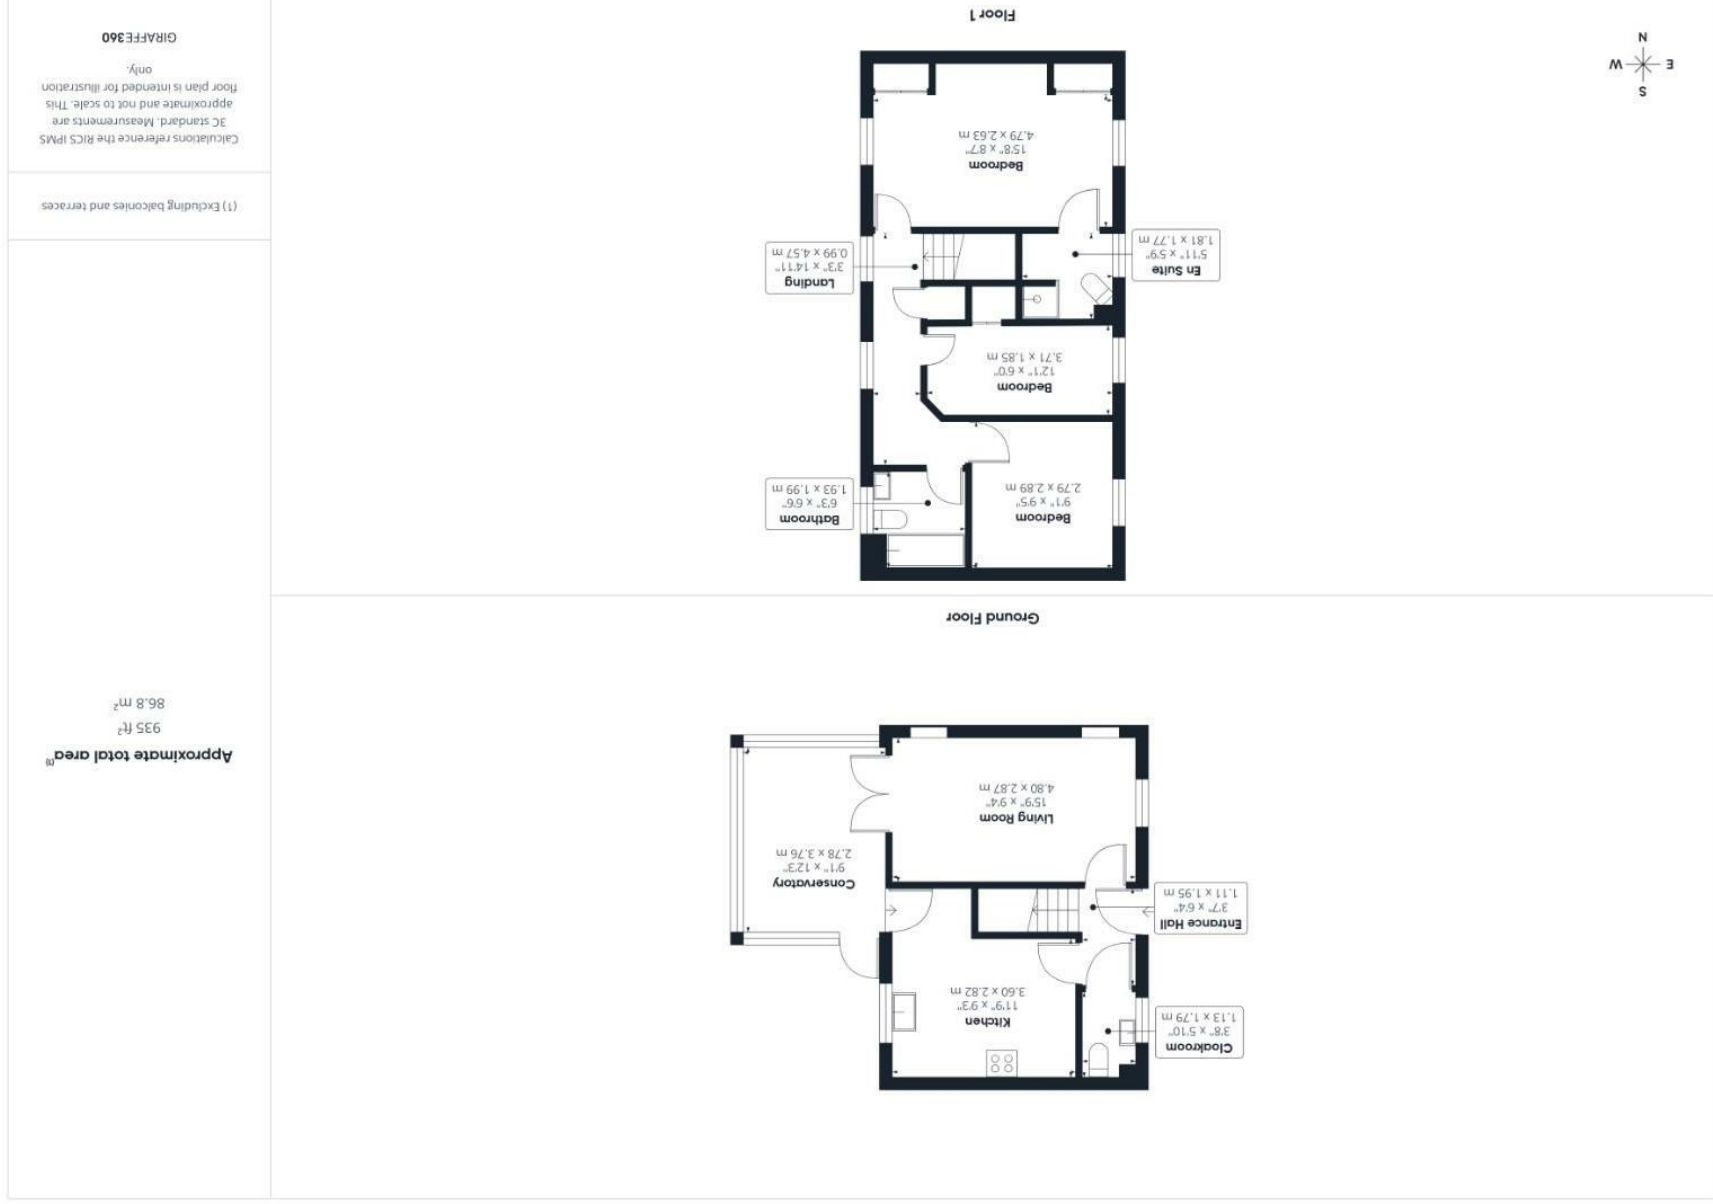 Cloakroom
3'8" x 5'10"
1.13 x 1.79 m
Kitchen
11'9" x 9'3"
3.60 x 2.82 m
Entrance Hall
3'7" x 6'4"
1.11 x 1.95 m
Conservatory
9'1" x 12'3"
2.78 x 3.76 m
Living Room
15'9" x 9'4"
4.80 x 2.87 m
Ground Floor
Bedroom
9'1" x 9'5"
2.79 x 2.89 m
Bathroom
6'3" x 6'6"
1.93 x 1.99 m
Bedroom
12'1" x 6'0"
3.71 x 1.85 m
En Suite
5'11" x 5'9"
1.81 x 1.77 m
Landing
3'3" x 14'11"
0.99 x 4.57 m
Bedroom
15'8" x 8'7"
4.79 x 2.63 m
Floor 1
S
E W
N
Approximate total area(1)
935 ft²
86.8 m²
(1) Excluding balconies and terraces
Calculations reference the RICS IPMS
3C standard. Measurements are
approximate and not to scale. This
floor plan is intended for illustration
only.
GIRAFFE360